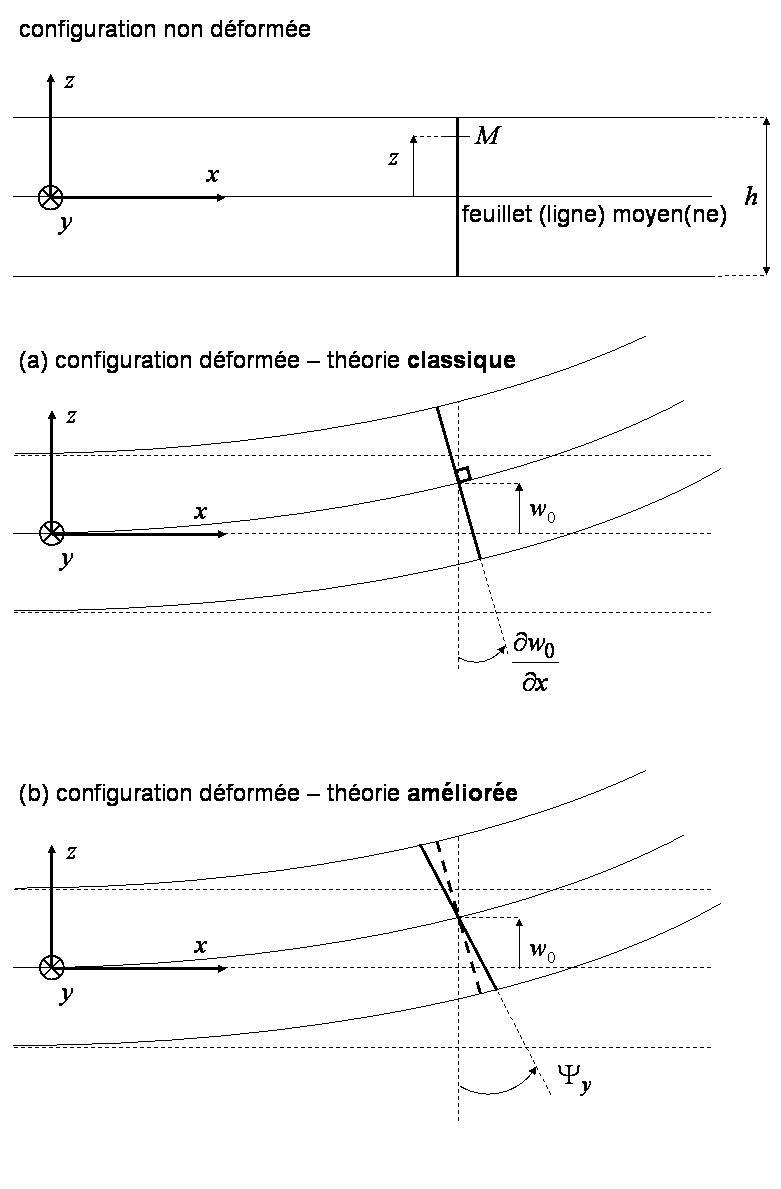 configuration non déformée
z
M
z
x
h
y
feuillet (ligne) moyen(ne)
(a) configuration déformée – théorie classique
z
x
w₀
y
∂w₀
∂x
(b) configuration déformée – théorie améliorée
z
x
w₀
y
Ψy